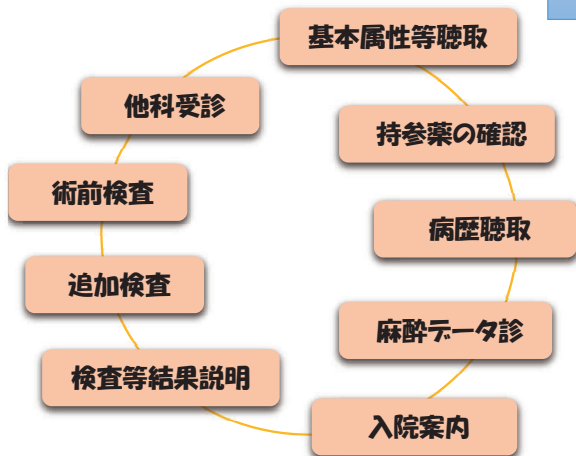 基本属性等聴取
他科受診
持参薬の確認
術前検査
病歴聴取
追加検査
麻酔データ診
検査等結果説明
入院案内